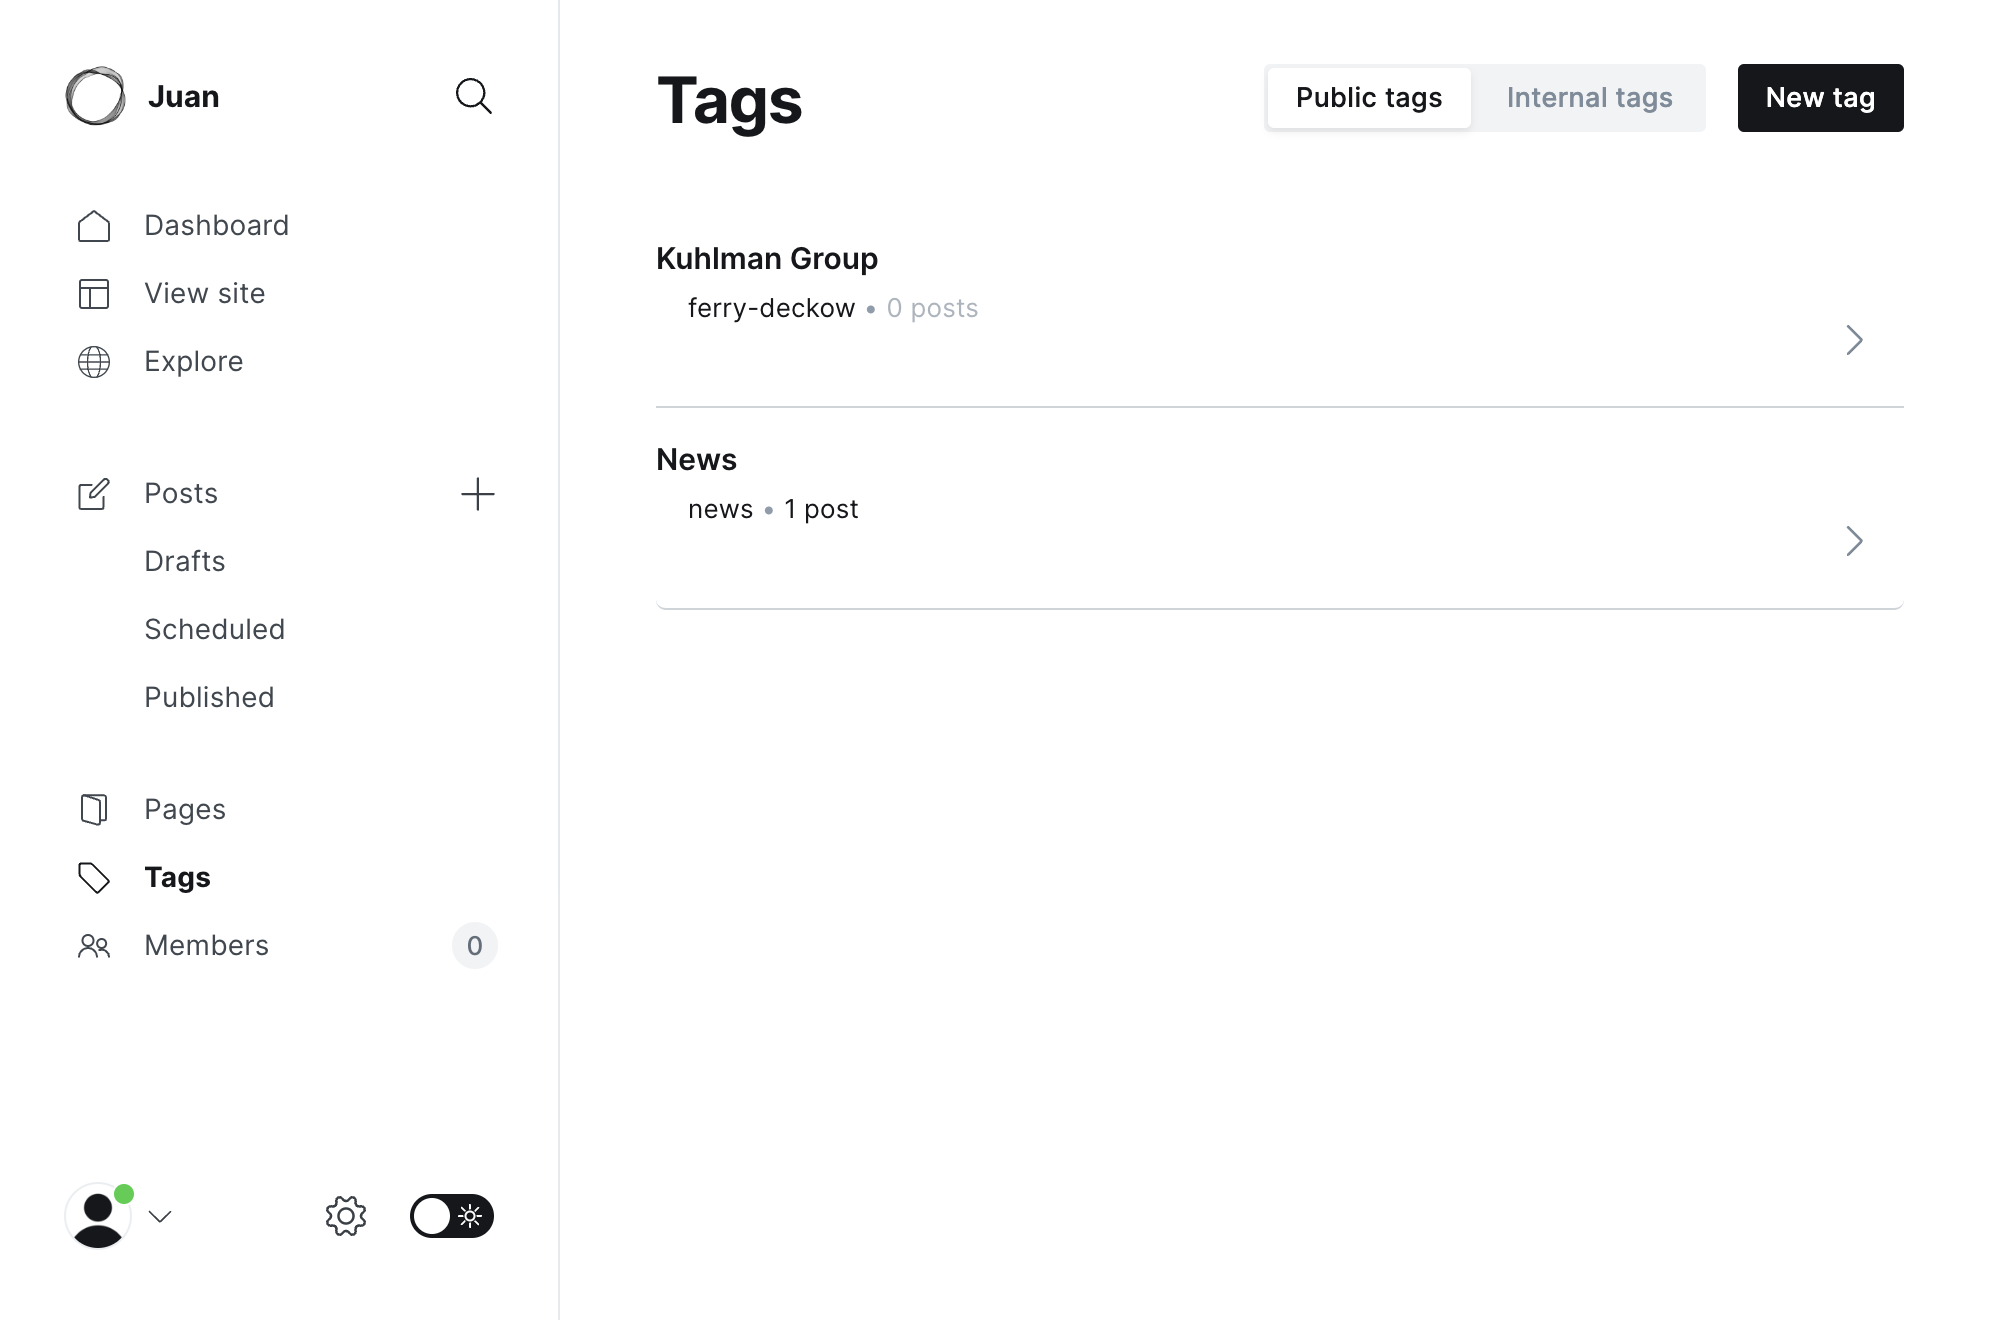 Juan
Dashboard
View site
Explore
Posts
Drafts
Scheduled
Published
Pages
Tags
Members 0
Tags
Public tags Internal tags New tag
Kuhlman Group
ferry-deckow • 0 posts
News
news • 1 post